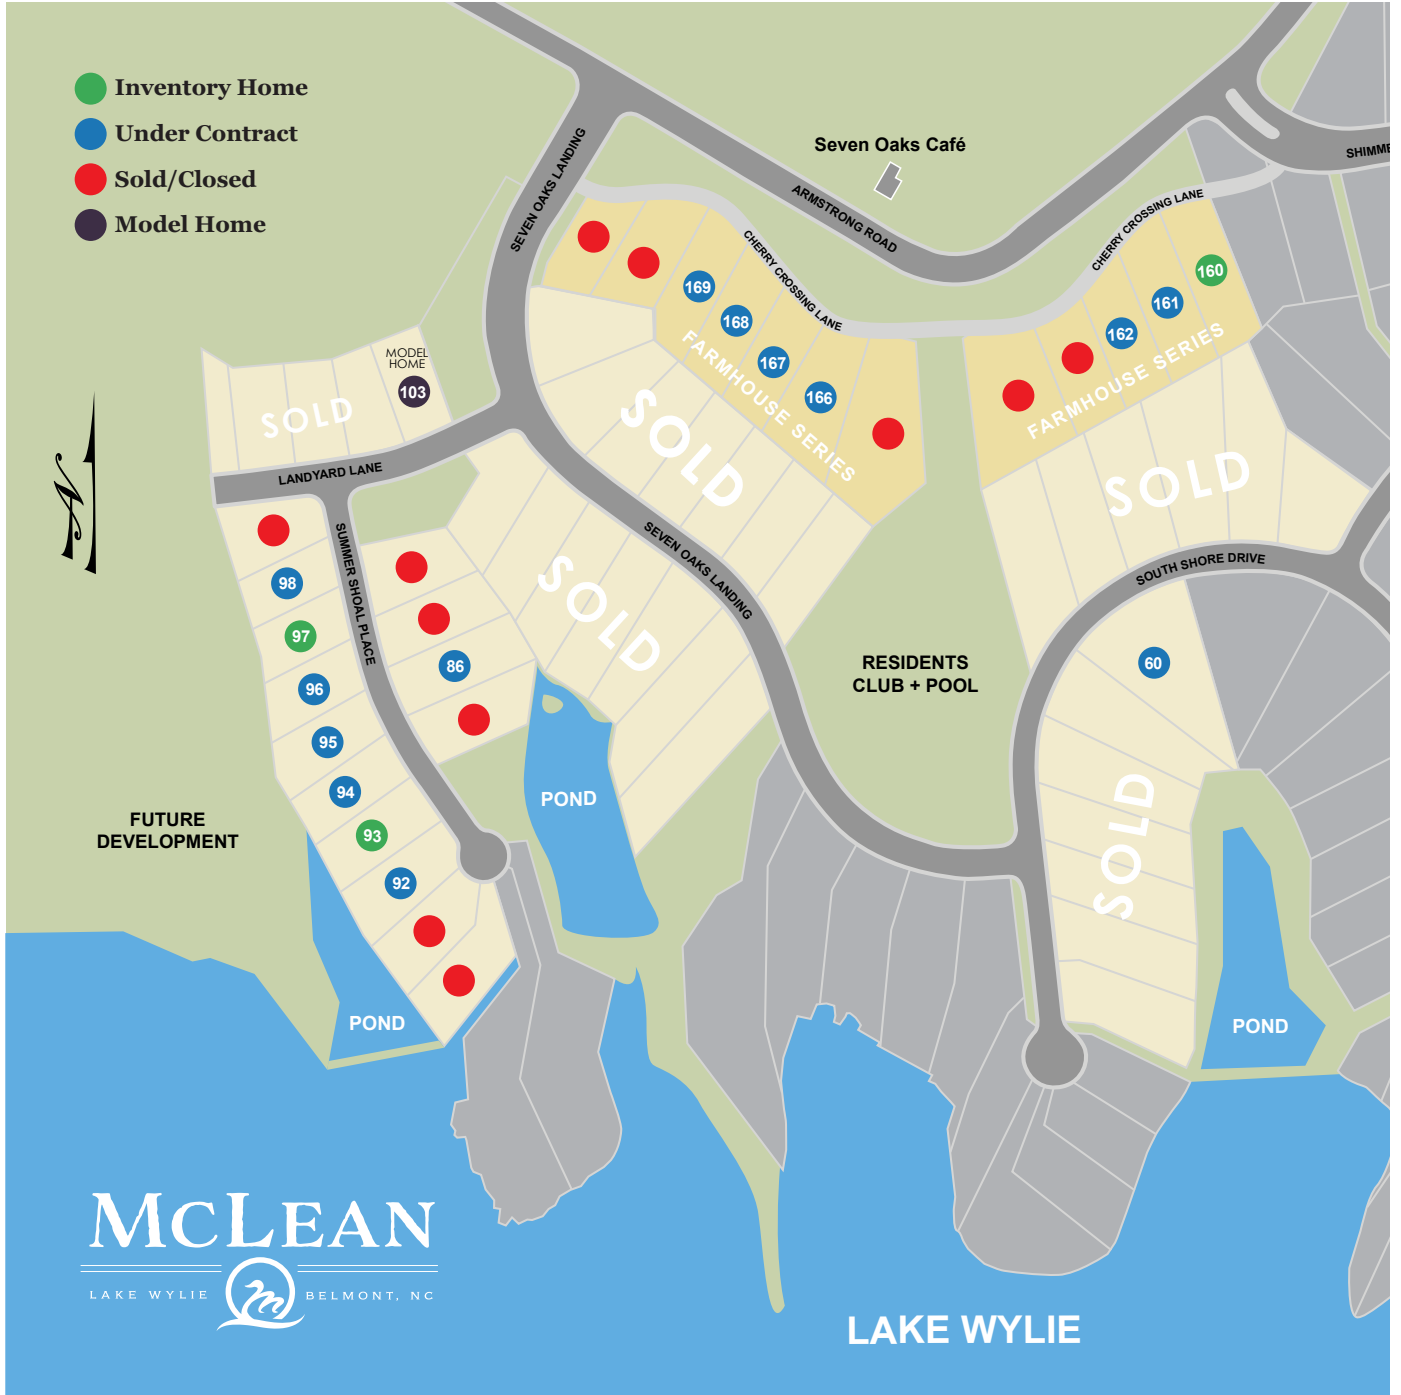 Inventory Home
Under Contract
Sold/Closed
Model Home
Seven Oaks Café
SEVEN OAKS LANDING
ARMSTRONG ROAD
SHIMME
CHERRY CROSSING LANE
CHERRY CROSSING LANE
169
168
167
166
FARMHOUSE SERIES
160
161
162
FARMHOUSE SERIES
MODEL
HOME
103
SOLD
SOLD
SOLD
LANDYARD LANE
SUMMER SHOAL PLACE
SEVEN OAKS LANDING
SOLD
SOUTH SHORE DRIVE
98
97
96
95
94
93
92
86
60
RESIDENTS
CLUB + POOL
SOLD
FUTURE
DEVELOPMENT
POND
POND
POND
MCLEAN
LAKE WYLIE
BELMONT, NC
LAKE WYLIE